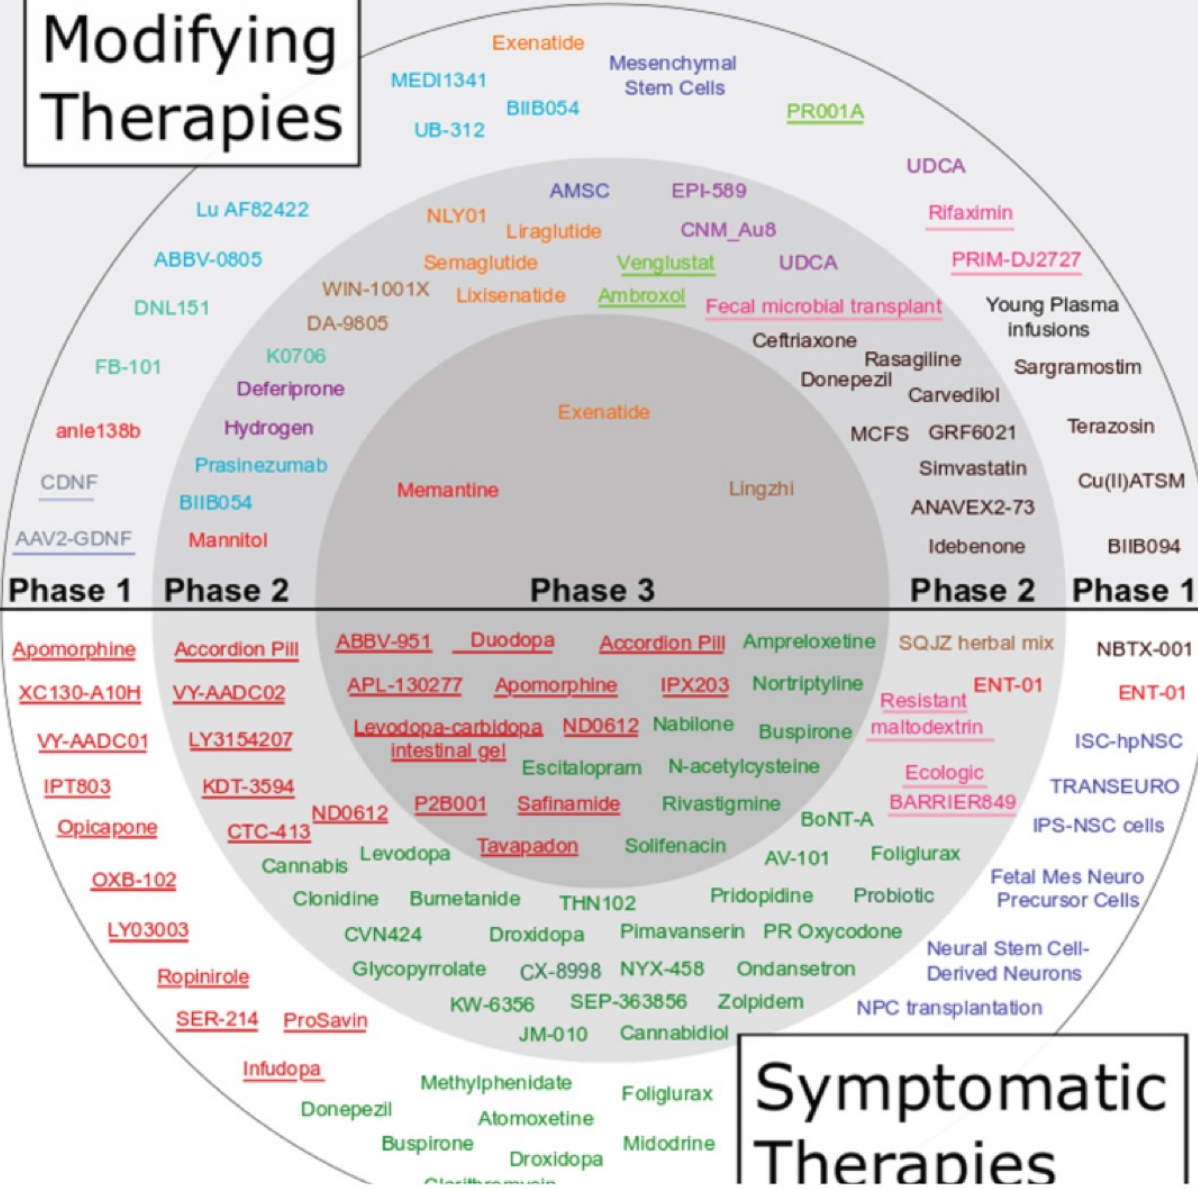 Modifying
Therapies
Exenatide
Mesenchymal
Stem Cells
MEDI1341
BIIB054
UB-312
PR001A
UDCA
Lu AF82422
AMSC
EPI-589
NLY01
Rifaximin
Liraglutide
CNM_Au8
ABBV-0805
Semaglutide
Venglustat
UDCA
PRIM-DJ2727
WIN-1001X
Lixisenatide
Ambroxol
Fecal microbial transplant
Young Plasma
infusions
DNL151
DA-9805
Ceftriaxone
K0706
Rasagiline
FB-101
Donepezil
Sargramostim
Deferiprone
Carvedilol
Exenatide
anle138b
Hydrogen
MCFS
GRF6021
Terazosin
Prasinezumab
Simvastatin
CDNF
Memantine
Lingzhi
Cu(II)ATSM
BIIB054
ANAVEX2-73
AAV2-GDNF
Mannitol
Idebenone
BIIB094
Phase 1 Phase 2 Phase 3 Phase 2 Phase 1
Apomorphine
Accordion Pill
ABBV-951
Duodopa
Accordion Pill
Ampreloxetine
SQJZ herbal mix
NBTX-001
XC130-A10H
VY-AADC02
APL-130277
Apomorphine
IPX203
Nortriptyline
ENT-01
ENT-01
Resistant
maltodextrin
VY-AADC01
LY3154207
Levodopa-carbidopa
intestinal gel
ND0612
Nabilone
Buspirone
ISC-hpNSC
Escitalopram
N-acetylcysteine
Ecologic
BARRIER849
IPT803
KDT-3594
TRANSEURO
ND0612
P2B001
Safinamide
Rivastigmine
BoNT-A
IPS-NSC cells
Opicapone
CTC-413
Cannabis
Levodopa
Tavapadon
Solifenacin
AV-101
Foliglurax
OXB-102
Fetal Mes Neuro
Precursor Cells
Clonidine
Bumetanide
THN102
Pridopidine
Probiotic
LY03003
CVN424
Droxidopa
Pimavanserin
PR Oxycodone
Neural Stem Cell-
Derived Neurons
Ropinirole
Glycopyrrolate
CX-8998
NYX-458
Ondansetron
KW-6356
SEP-363856
Zolpidem
NPC transplantation
SER-214
ProSavin
JM-010
Cannabidiol
Infudopa
Methylphenidate
Foliglurax
Donepezil
Atomoxetine
Buspirone
Midodrine
Droxidopa
Clarithromycin
Symptomatic
Therapies